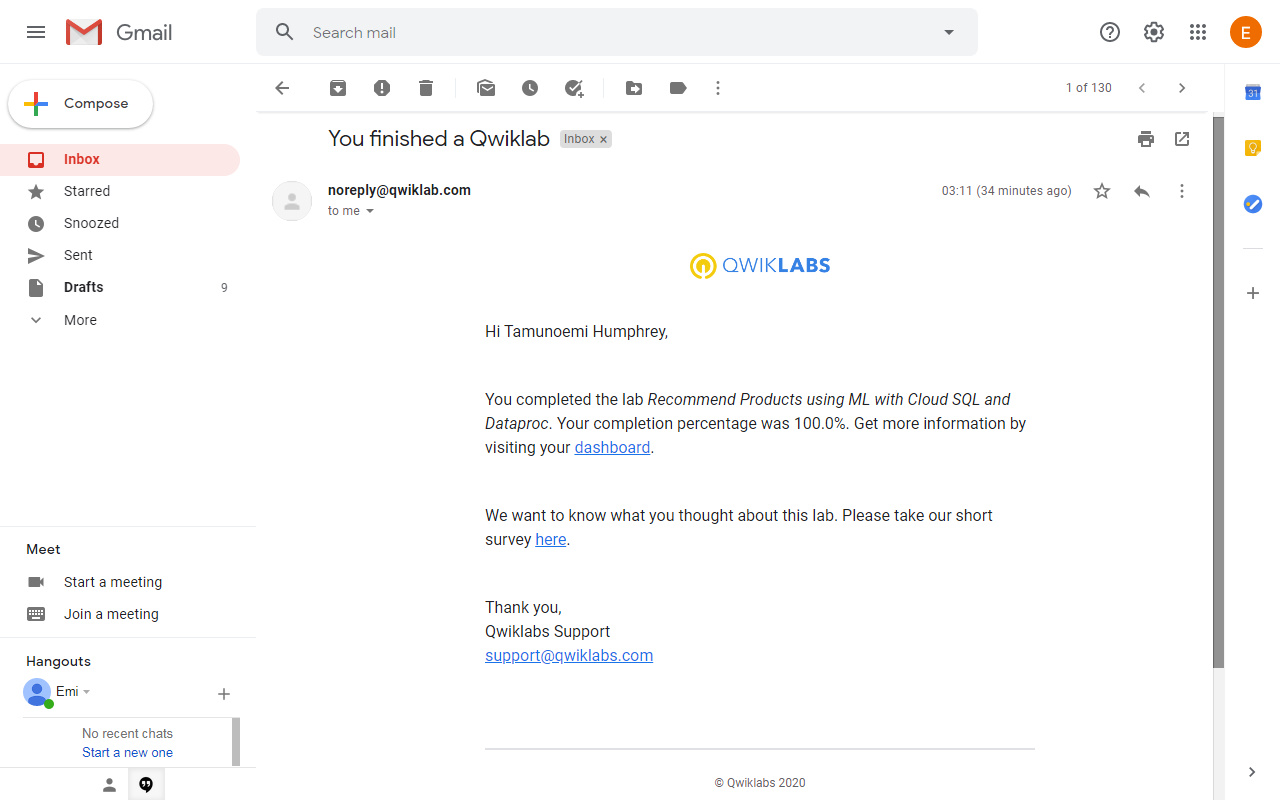 Gmail
Search mail
E
Compose
1 of 130
31
Inbox
Starred
Snoozed
Sent
Drafts 9
More
You finished a Qwiklab Inbox ×
noreply@qwiklab.com 03:11 (34 minutes ago)
to me
QWIKLABS
Hi Tamunoemi Humphrey,
You completed the lab Recommend Products using ML with Cloud SQL and
Dataproc. Your completion percentage was 100.0%. Get more information by
visiting your dashboard.
We want to know what you thought about this lab. Please take our short
survey here.
Thank you,
Qwiklabs Support
support@qwiklabs.com
© Qwiklabs 2020
Meet
Start a meeting
Join a meeting
Hangouts
Emi
No recent chats
Start a new one